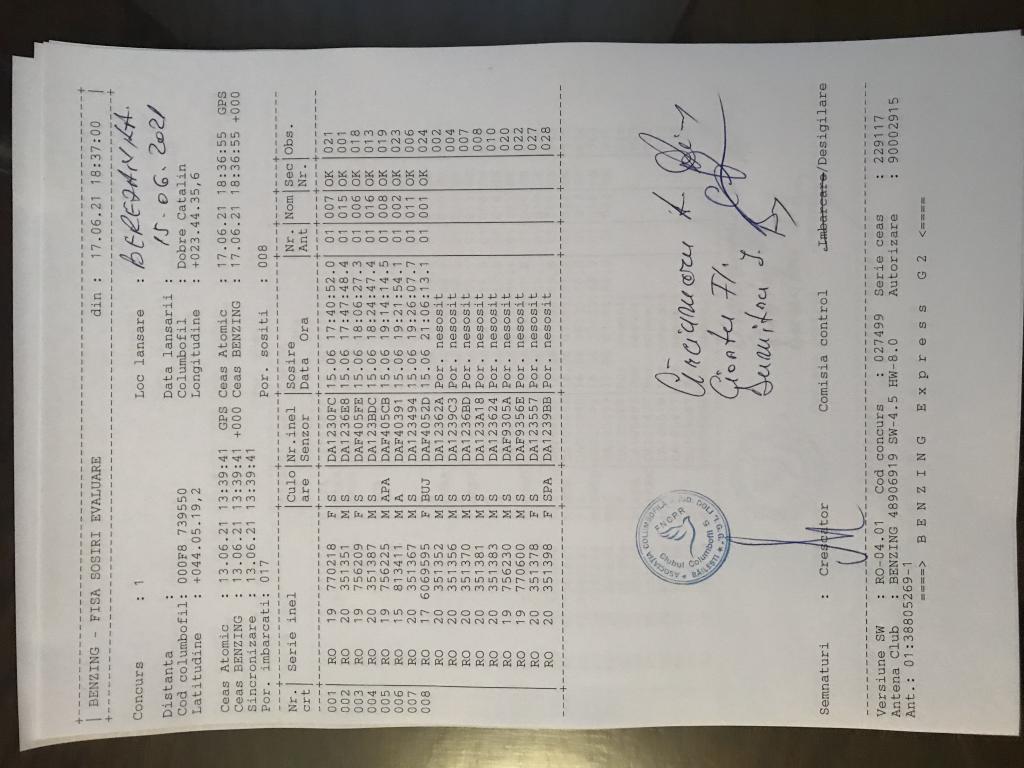 | BENZING - FISA SOSIRI EVALUARE din : 17.06.21 18:37:00 |
Concurs : 1 Loc lansare : BEREZANKA
Distanta : Data lansarii : 15.06.2021
Cod columbofil: 000F8 739550 Columbofil : Dobre Catalin
Latitudine : +044.05.19,2 Longitudine : +023.44.35,6
Ceas Atomic : 13.06.21 13:39:41 GPS Ceas Atomic : 17.06.21 18:36:55 GPS
Ceas BENZING : 13.06.21 13:39:41 +000 Ceas BENZING : 17.06.21 18:36:55 +000
Sincronizare : 13.06.21 13:39:41
Por. imbarcati: 017 Por. sositi : 008
Nr. | Serie inel | Culo | Nr.inel | Sosire | Nr. | Nom | Sec | Obs.
crt | are | Senzor | Data Ora | Ant | Nr. |
001 | RO 19 770218 F | S | DA1230FC | 15.06 17:40:52.0 | 01 | 007 | OK | 021
002 | RO 20 351351 M | S | DA1236E8 | 15.06 17:47:48.4 | 01 | 015 | OK | 001
003 | RO 19 756209 F | S | DAF405FE | 15.06 18:06:27.3 | 01 | 006 | OK | 018
004 | RO 20 351387 M | S | DA123BDC | 15.06 18:24:47.4 | 01 | 016 | OK | 013
005 | RO 19 756225 M | APA | DAF405CB | 15.06 19:14:14.5 | 01 | 008 | OK | 019
006 | RO 15 813411 M | A | DAF40391 | 15.06 19:21:54.1 | 01 | 002 | OK | 023
007 | RO 20 351367 M | S | DA123494 | 15.06 19:26:07.7 | 01 | 011 | OK | 006
008 | RO 17 6069595 F | BUJ | DAF4052D | 15.06 21:06:13.1 | 01 | 001 | OK | 024
RO 20 351352 M | S | DA12362A | Por. nesosit | 002
RO 20 351356 M | S | DA1239C3 | Por. nesosit | 004
RO 20 351370 M | S | DA1236BD | Por. nesosit | 007
RO 20 351381 M | S | DA123A18 | Por. nesosit | 008
RO 20 351383 M | S | DA123624 | Por. nesosit | 010
RO 19 756230 M | S | DAF9305A | Por. nesosit | 020
RO 19 770600 M | S | DAF9356E | Por. nesosit | 022
RO 20 351378 F | S | DA123557 | Por. nesosit | 027
RO 20 351398 F | SPA | DA1239BB | Por. nesosit | 028
FNCPR
Clubul Columbofil 5
Semnaturi : Crescator Comisia control Imbarcare/Desigilare
Versiune SW : RO-04.01 Cod concurs : 027499 Serie ceas : 229117
Antena Club : BENZING 48906919 SW-4.5 HW-8.0 Autorizare : 90002915
Ant.: 01:38805269-1
====> B E N Z I N G E x p r e s s G 2 <====